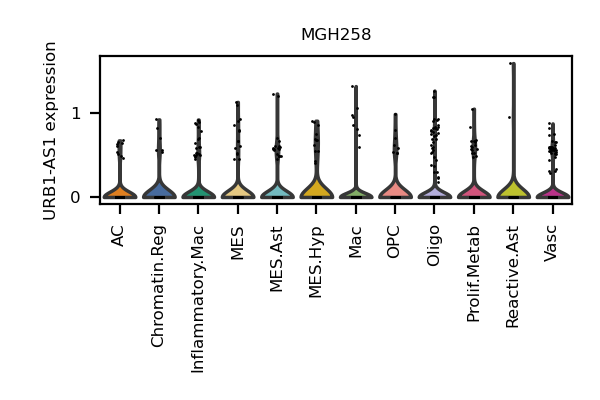 MGH258
URB1-AS1 expression
1
0
AC
Chromatin.Reg
Inflammatory.Mac
MES
MES.Ast
MES.Hyp
Mac
OPC
Oligo
Prolif.Metab
Reactive.Ast
Vasc